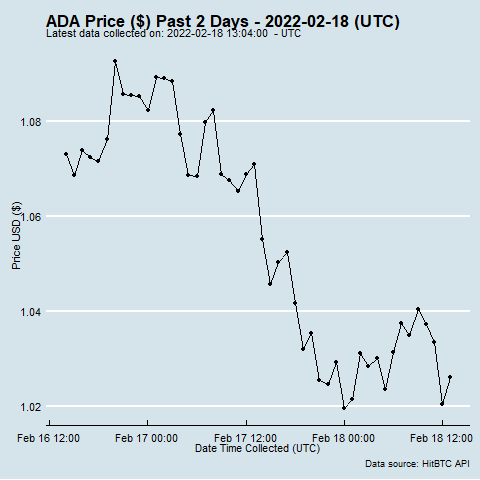 ADA Price ($) Past 2 Days - 2022-02-18 (UTC)
Latest data collected on: 2022-02-18 13:04:00  - UTC
1.08
1.06
1.04
1.02
Price USD ($)
Feb 16 12:00
Feb 17 00:00
Feb 17 12:00
Feb 18 00:00
Feb 18 12:00
Date Time Collected (UTC)
Data source: HitBTC API